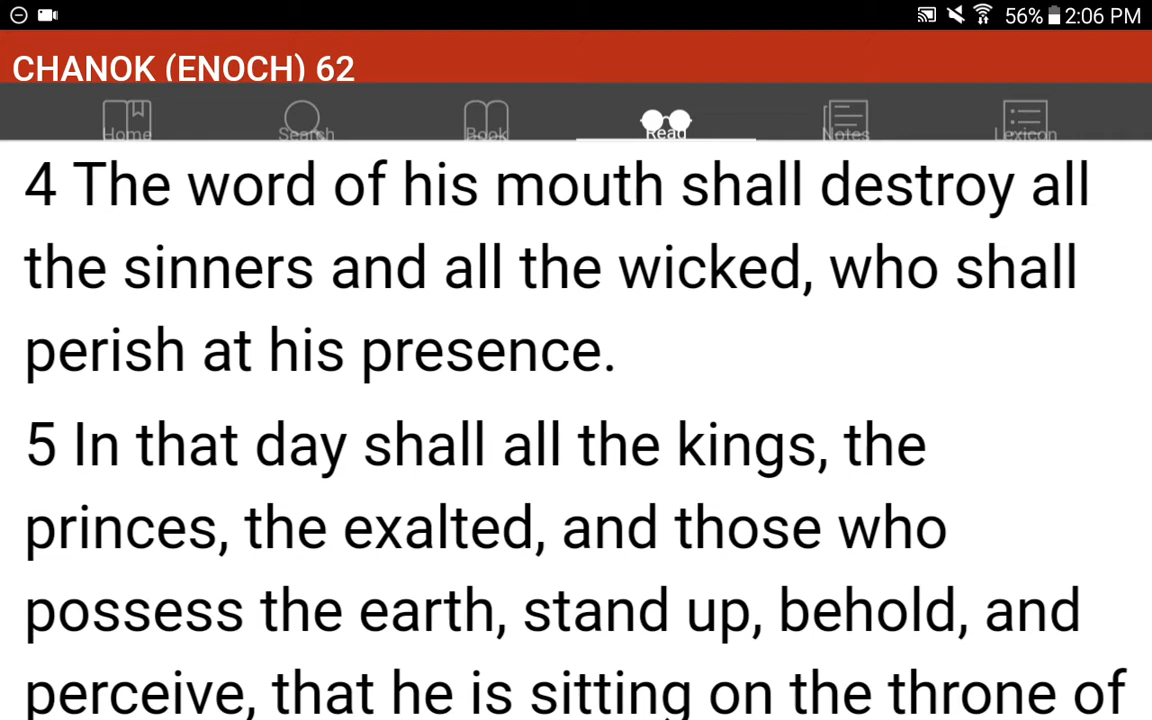 56% 2:06 PM
CHANOK (ENOCH) 62
Home Search Book Read Notes Lexicon
4 The word of his mouth shall destroy all
the sinners and all the wicked, who shall
perish at his presence.
5 In that day shall all the kings, the
princes, the exalted, and those who
possess the earth, stand up, behold, and
perceive, that he is sitting on the throne of